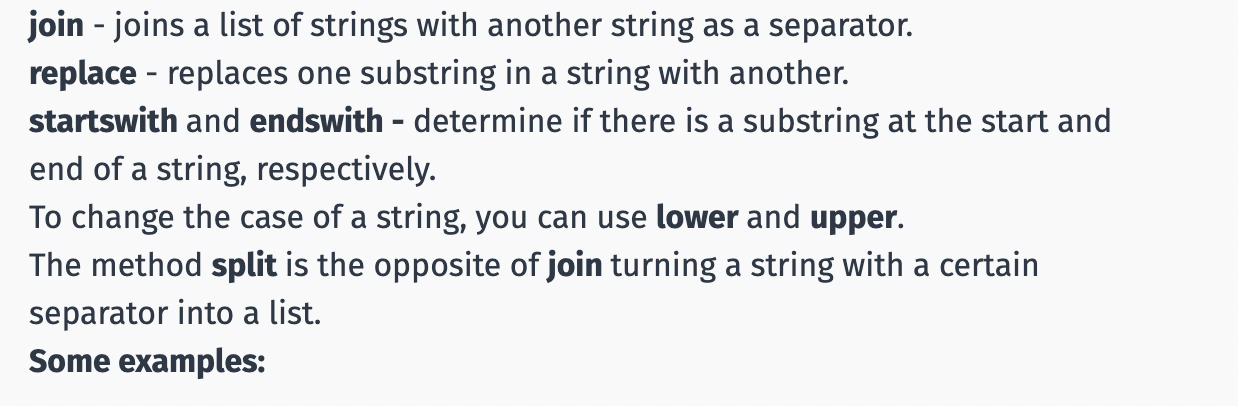 join - joins a list of strings with another string as a separator.
replace - replaces one substring in a string with another.
startswith and endswith - determine if there is a substring at the start and
end of a string, respectively.
To change the case of a string, you can use lower and upper.
The method split is the opposite of join turning a string with a certain
separator into a list.
Some examples: